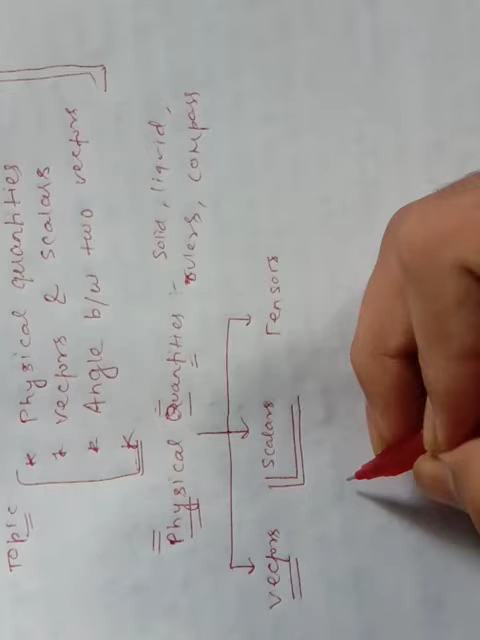 Topic
* Physical quantities
* vectors & scalars
* Angle b/w two vectors
*
Physical Quantities :- Solid, liquid,
rulers, compass
vectors Scalars Tensors